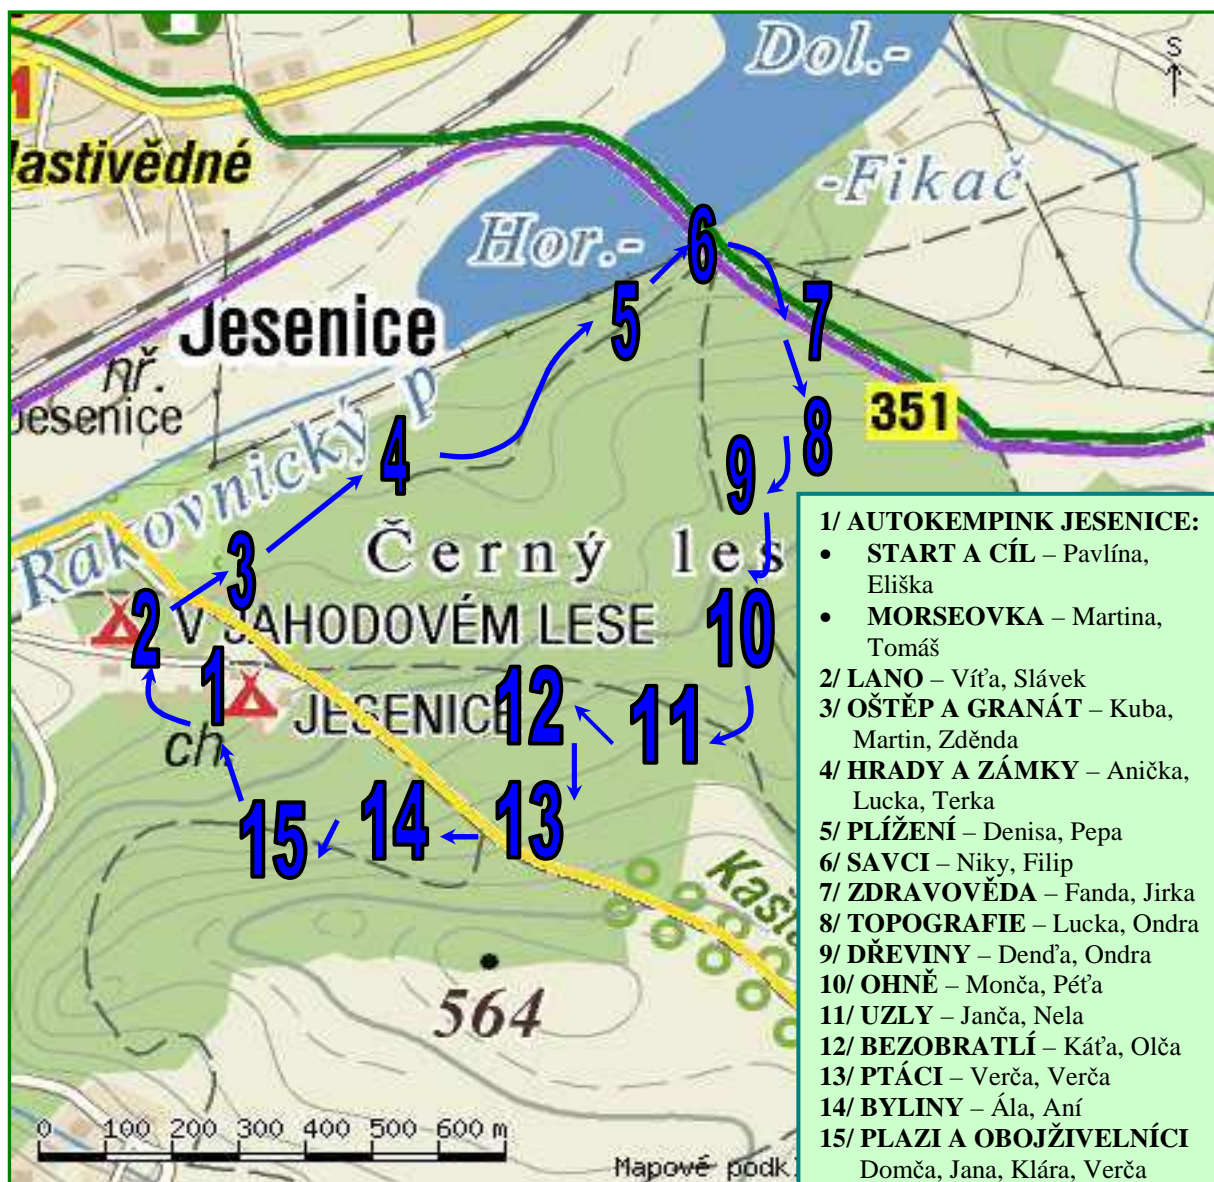 Dol.-
S
lastivědné
-Fikač
Hor.-
6
5
7
Jesenice
př.
Jesenice
351
Rakovnický p
4
8
9
Černý les
3
2
V JAHODOVÉM LESE
10
1
JESENICE
12
11
ch.
15
14
13
564
0 100 200 300 400 500 600 m
Mapové podk
1/ AUTOKEMPINK JESENICE:
• START A CÍL – Pavlína,
Eliška
• MORSEOVKA – Martina,
Tomáš
2/ LANO – Víťa, Slávek
3/ OŠTĚP A GRANÁT – Kuba,
Martin, Zděnda
4/ HRADY A ZÁMKY – Anička,
Lucka, Terka
5/ PLÍŽENÍ – Denisa, Pepa
6/ SAVCI – Niky, Filip
7/ ZDRAVOVĚDA – Fanda, Jirka
8/ TOPOGRAFIE – Lucka, Ondra
9/ DŘEVINY – Denďa, Ondra
10/ OHNĚ – Monča, Péťa
11/ UZLY – Janča, Nela
12/ BEZOBRATLÍ – Káťa, Olča
13/ PTÁCI – Verča, Verča
14/ BYLINY – Ála, Aní
15/ PLAZI A OBOJŽIVELNÍCI
Domča, Jana, Klára, Verča